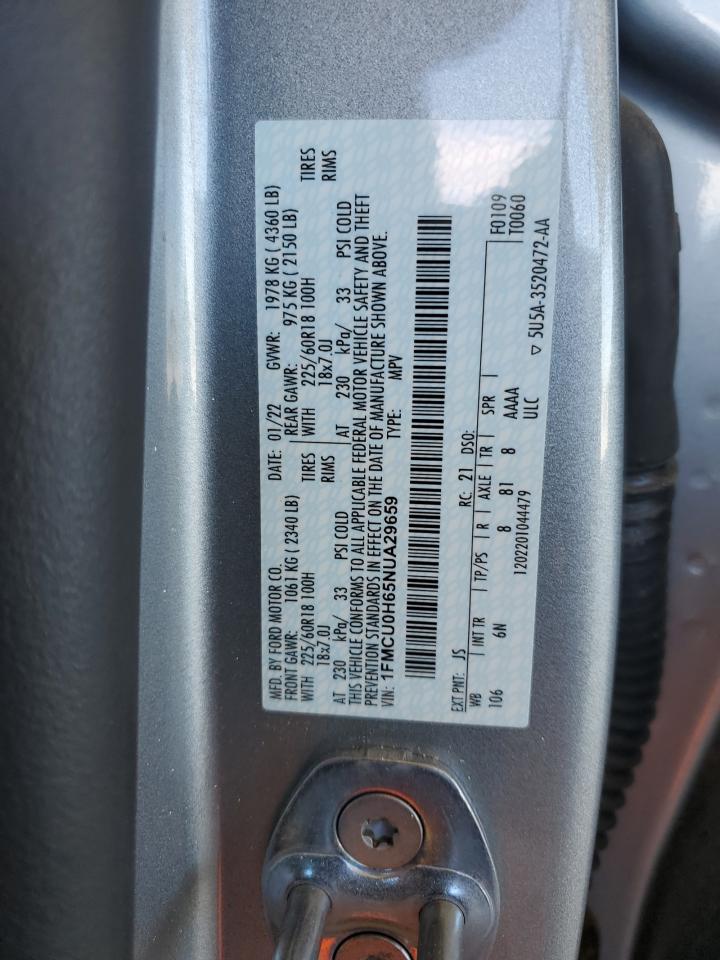 MFD. BY FORD MOTOR CO. DATE: 01/22 GVWR: 1978 KG ( 4360 LB)
FRONT GAWR: 1061 KG ( 2340 LB) REAR GAWR: 975 KG ( 2150 LB)
WITH 225/60R18 100H TIRES WITH 225/60R18 100H TIRES
18x7.0J RIMS 18x7.0J RIMS
AT 230 kPa/ 33 PSI COLD AT 230 kPa/ 33 PSI COLD
THIS VEHICLE CONFORMS TO ALL APPLICABLE FEDERAL MOTOR VEHICLE SAFETY AND THEFT
PREVENTION STANDARDS IN EFFECT ON THE DATE OF MANUFACTURE SHOWN ABOVE.
VIN: 1FMCU0H65NUA29659 TYPE: MPV
EXT PNT: JS RC: 21 DSO: F0109
WB INT TR TP/PS R AXLE TR SPR T0060
106 6N 8 81 8 AAAA
1202201044479 ULC ▽ 5U5A-3520472-AA